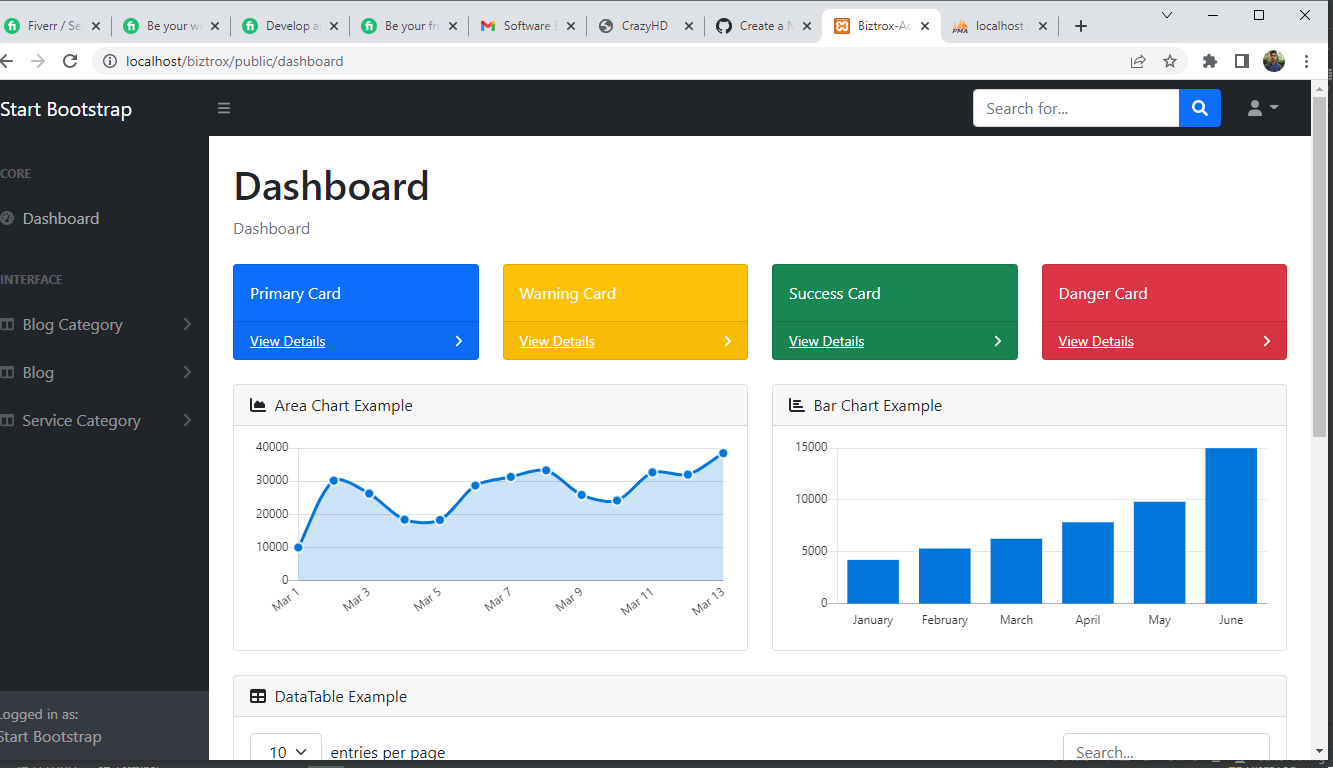 Fiverr / Se
Be your w
Develop a
Be your fr
Gmail Software E
CrazyHD
Create a N
Biztrox-Ac
PMA localhost /
localhost/biztrox/public/dashboard
Start Bootstrap
Search for...
CORE
Dashboard
INTERFACE
Blog Category
Blog
Service Category
Logged in as:
Start Bootstrap
Dashboard
Dashboard
Primary Card
View Details
Warning Card
View Details
Success Card
View Details
Danger Card
View Details
Area Chart Example
40000
30000
20000
10000
0
Mar 1 Mar 3 Mar 5 Mar 7 Mar 9 Mar 11 Mar 13
Bar Chart Example
15000
10000
5000
0
January February March April May June
DataTable Example
10 entries per page
Search...